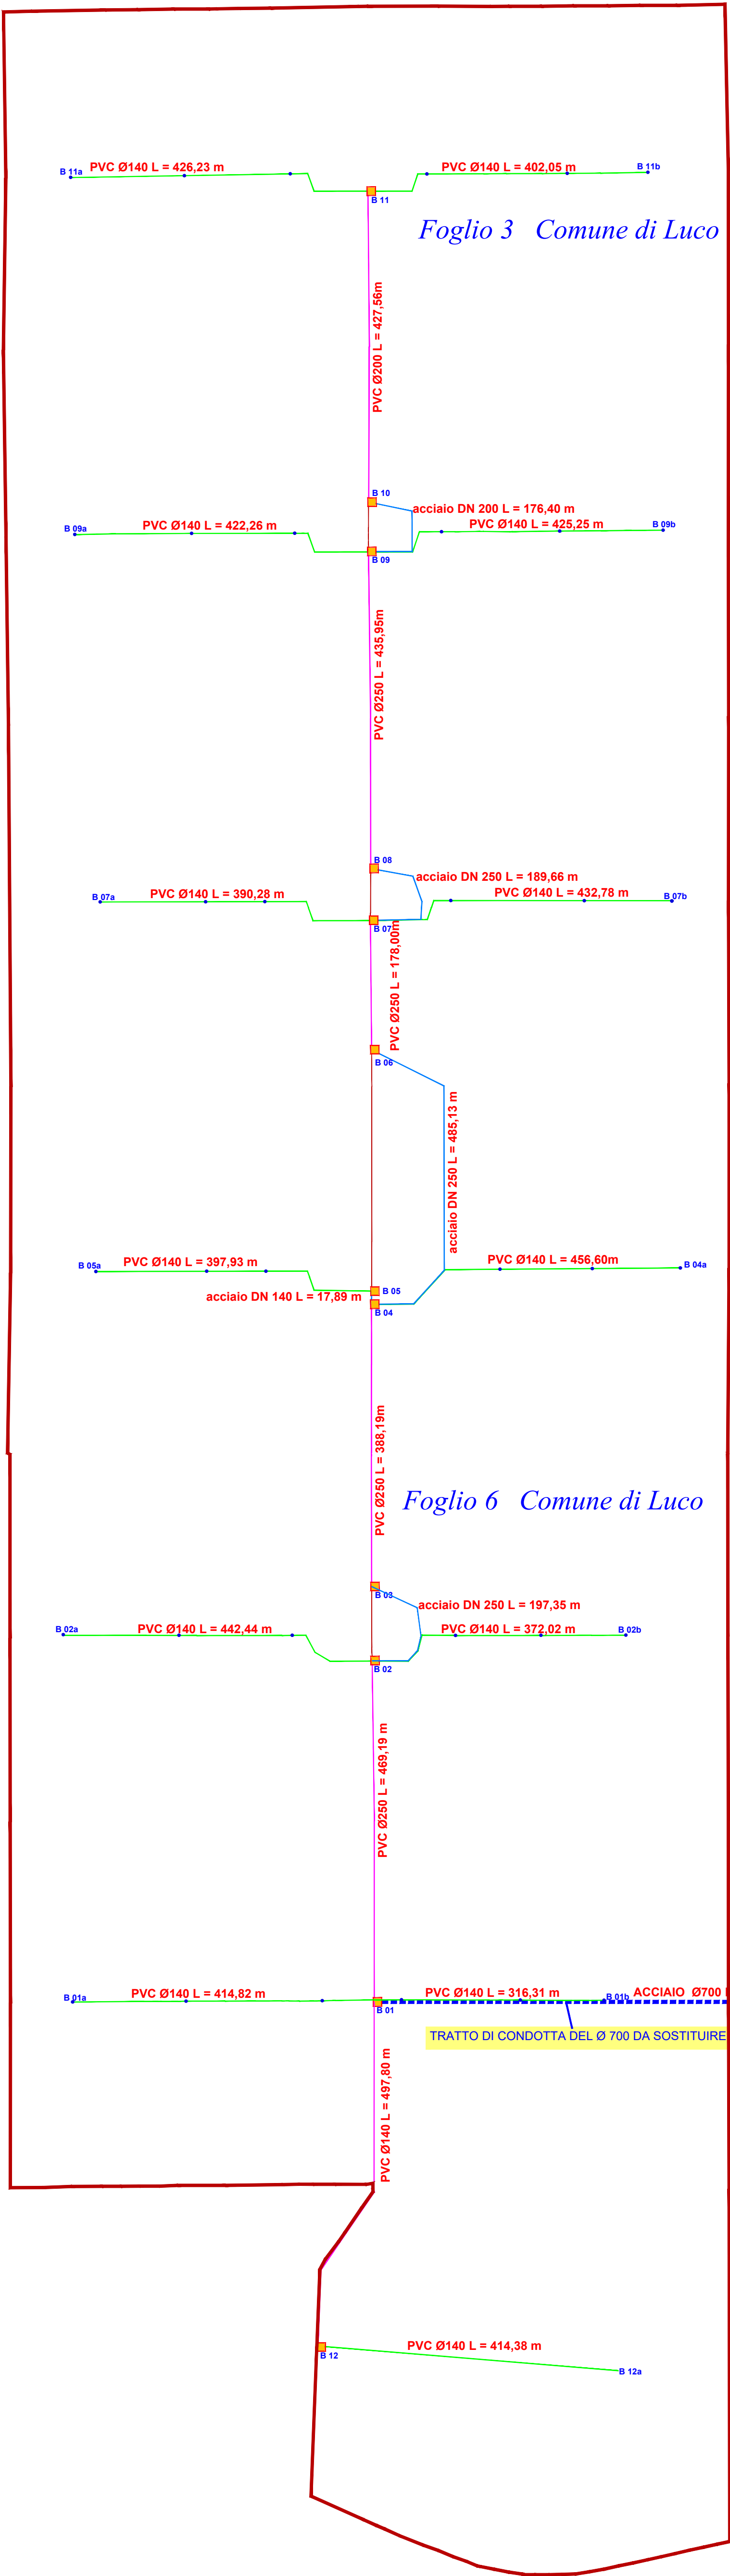 B 11a
PVC Ø140 L = 426,23 m
PVC Ø140 L = 402,05 m
B 11b
B 11
Foglio 3 Comune di Luco
PVC Ø200 L = 427,56m
B 10
acciaio DN 200 L = 176,40 m
B 09a
PVC Ø140 L = 422,26 m
PVC Ø140 L = 425,25 m
B 09b
B 09
PVC Ø250 L = 435,95m
B 08
acciaio DN 250 L = 189,66 m
B 07a
PVC Ø140 L = 390,28 m
PVC Ø140 L = 432,78 m
B 07b
B 07
PVC Ø250 L = 178,00m
B 06
acciaio DN 250 L = 485,13 m
B 05a
PVC Ø140 L = 397,93 m
PVC Ø140 L = 456,60m
B 04a
acciaio DN 140 L = 17,89 m
B 05
B 04
PVC Ø250 L = 388,19m
Foglio 6 Comune di Luco
B 03
acciaio DN 250 L = 197,35 m
B 02a
PVC Ø140 L = 442,44 m
PVC Ø140 L = 372,02 m
B 02b
B 02
PVC Ø250 L = 469,19 m
B 01a
PVC Ø140 L = 414,82 m
PVC Ø140 L = 316,31 m
B 01b
ACCIAIO Ø700
B 01
TRATTO DI CONDOTTA DEL Ø 700 DA SOSTITUIRE
PVC Ø140 L = 497,80 m
B 12
PVC Ø140 L = 414,38 m
B 12a